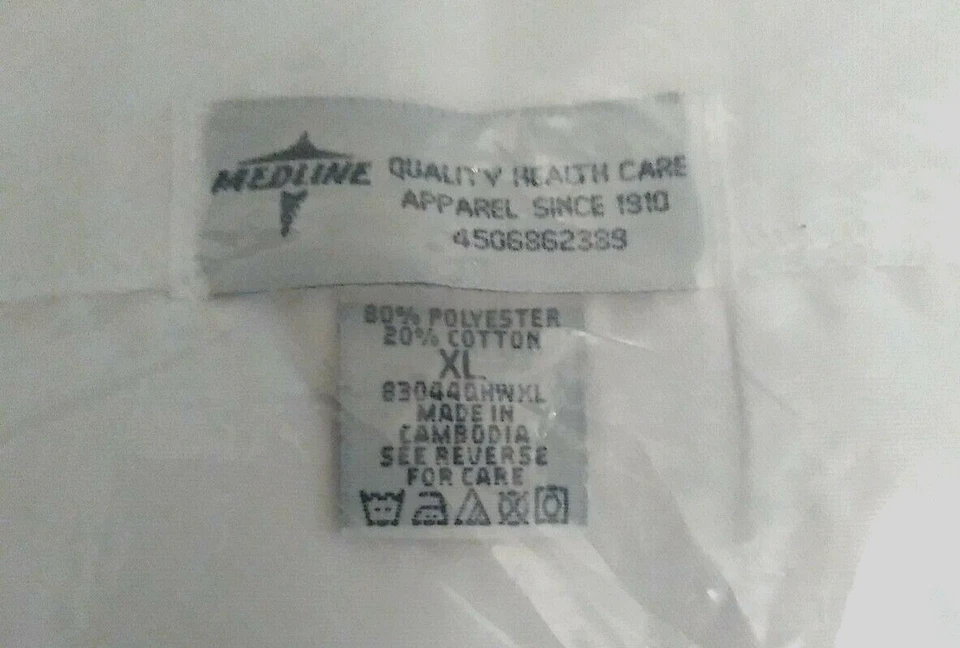 MEDLINE
QUALITY HEALTH CARE
APPAREL SINCE 1910
4506862389
80% POLYESTER
20% COTTON
XL
83044QHWXL
MADE IN
CAMBODIA
SEE REVERSE
FOR CARE